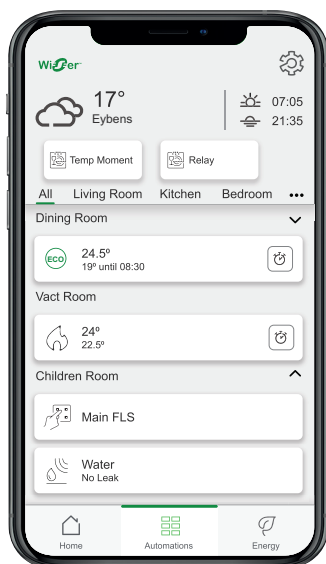 Wiser
17°
Eybens
07:05
21:35
Temp Moment
Relay
All Living Room Kitchen Bedroom •••
Dining Room
ECO
24.5º
19º until 08:30
Vact Room
24º
22.5º
Children Room
Main FLS
Water
No Leak
Home Automations Energy